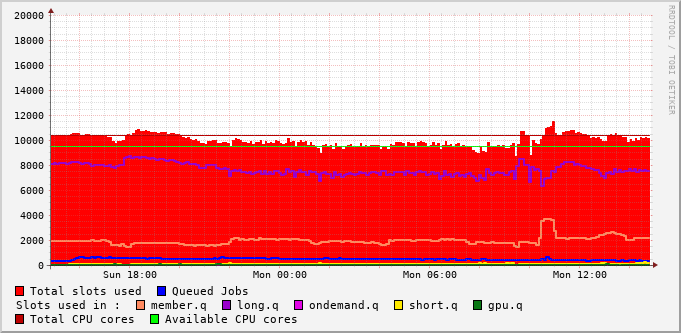 20000
18000
16000
14000
12000
10000
8000
6000
4000
2000
0
Sun 18:00 Mon 00:00 Mon 06:00 Mon 12:00
Total slots used Queued Jobs
Slots used in : member.q long.q ondemand.q short.q gpu.q
Total CPU cores Available CPU cores
RRDTOOL / TOBI OETIKER